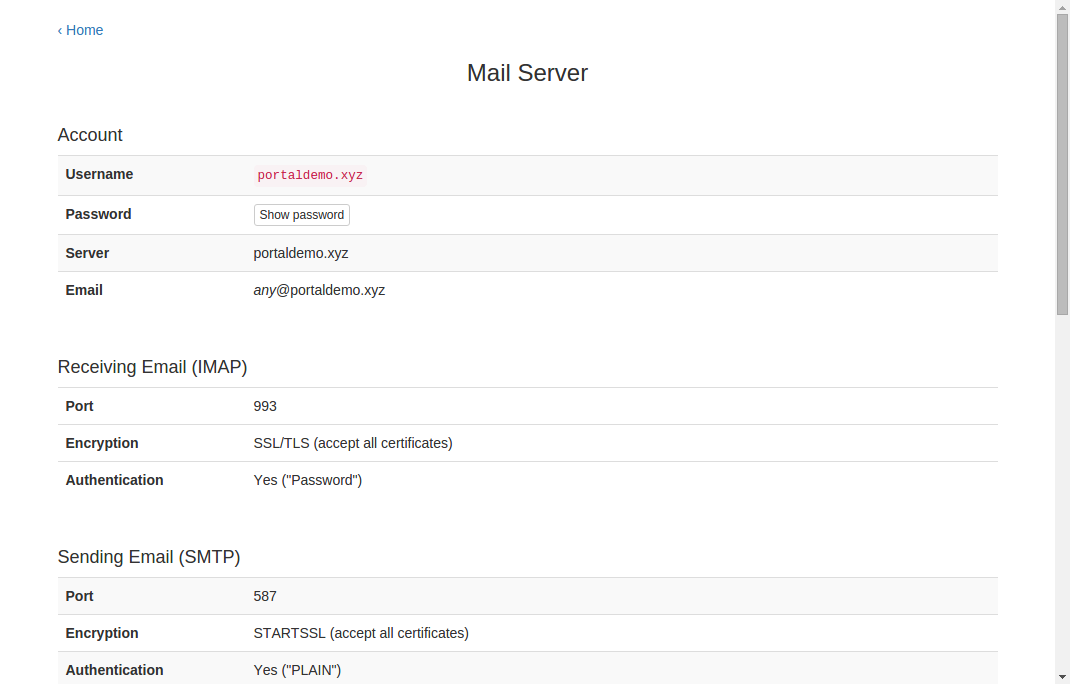 ‹ Home
Mail Server
Account
Username portaldemo.xyz
Password Show password
Server portaldemo.xyz
Email any@portaldemo.xyz
Receiving Email (IMAP)
Port 993
Encryption SSL/TLS (accept all certificates)
Authentication Yes ("Password")
Sending Email (SMTP)
Port 587
Encryption STARTSSL (accept all certificates)
Authentication Yes ("PLAIN")